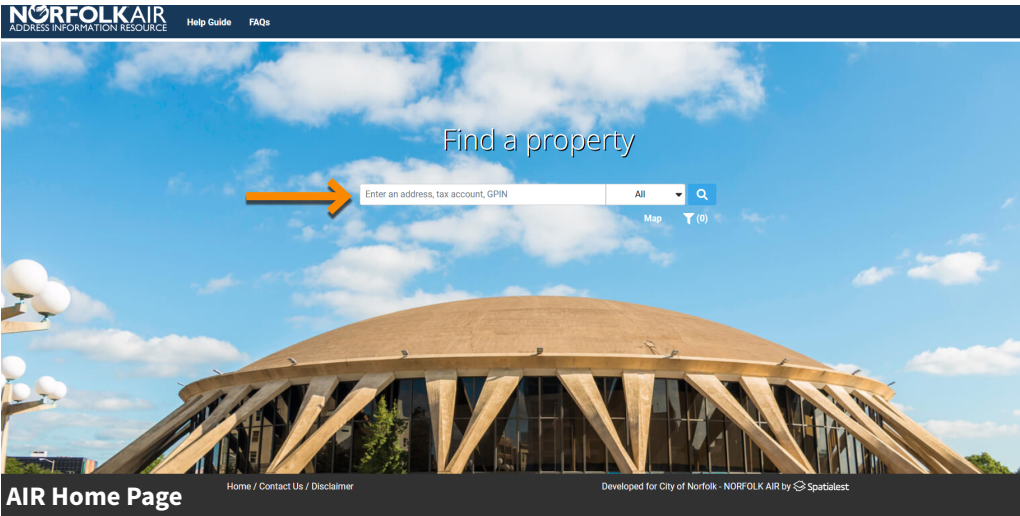 NORFOLKAIR
ADDRESS INFORMATION RESOURCE
Help Guide FAQs
Find a property
Enter an address, tax account, GPIN All
Map (0)
Home / Contact Us / Disclaimer Developed for City of Norfolk - NORFOLK AIR by Spatialest
AIR Home Page